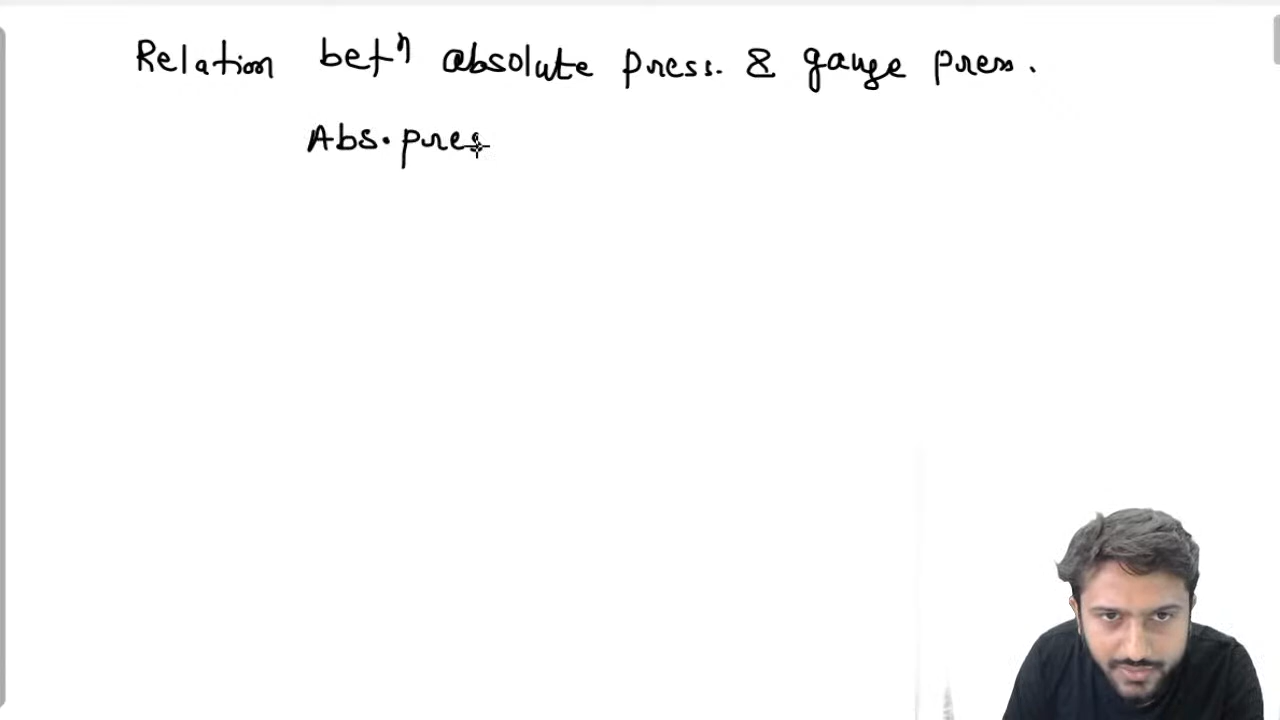 Relation betⁿ absolute press. & gauge press.
Abs. pres